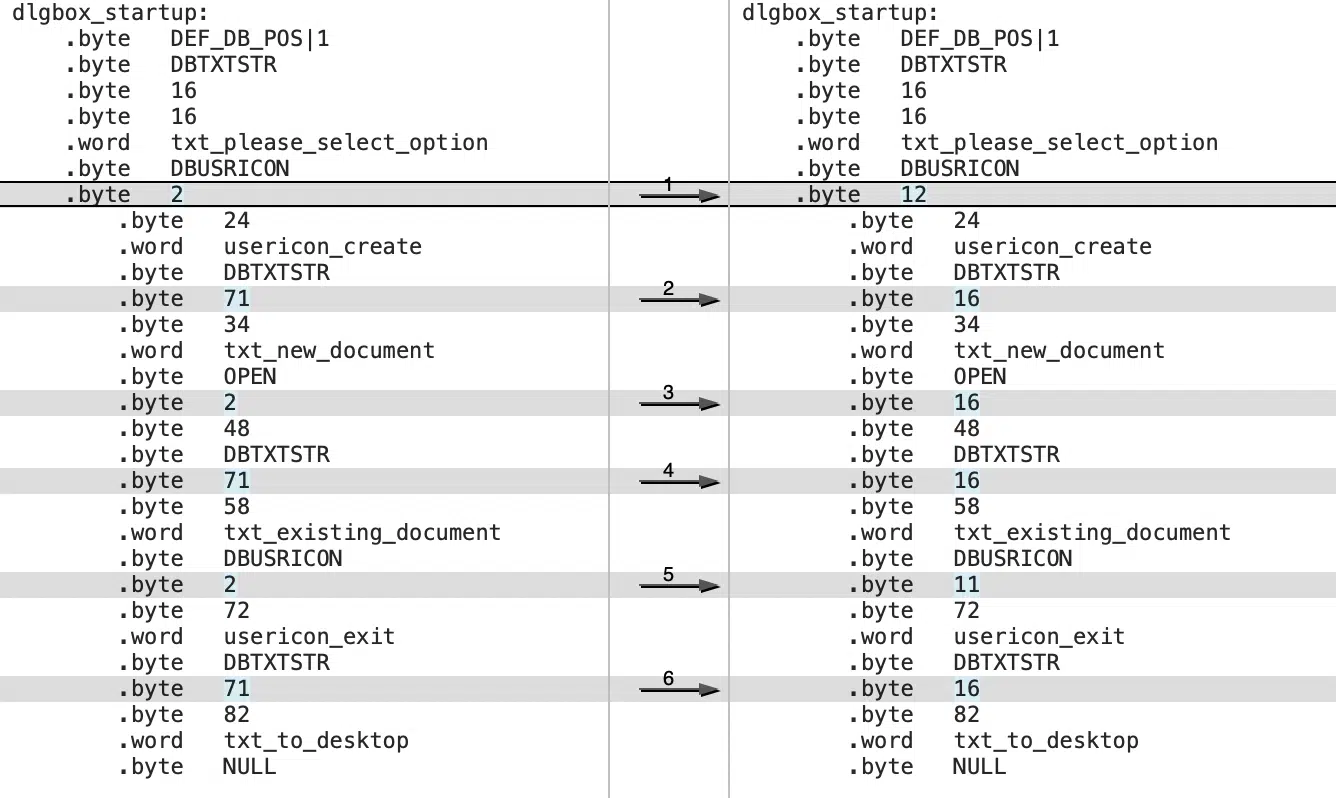 dlgbox_startup:
.byte DEF_DB_POS|1
.byte DBTXTSTR
.byte 16
.byte 16
.word txt_please_select_option
.byte DBUSRICON
.byte 2
.byte 24
.word usericon_create
.byte DBTXTSTR
.byte 71
.byte 34
.word txt_new_document
.byte OPEN
.byte 2
.byte 48
.byte DBTXTSTR
.byte 71
.byte 58
.word txt_existing_document
.byte DBUSRICON
.byte 2
.byte 72
.word usericon_exit
.byte DBTXTSTR
.byte 71
.byte 82
.word txt_to_desktop
.byte NULL
1
2
3
4
5
6
dlgbox_startup:
.byte DEF_DB_POS|1
.byte DBTXTSTR
.byte 16
.byte 16
.word txt_please_select_option
.byte DBUSRICON
.byte 12
.byte 24
.word usericon_create
.byte DBTXTSTR
.byte 16
.byte 34
.word txt_new_document
.byte OPEN
.byte 16
.byte 48
.byte DBTXTSTR
.byte 16
.byte 58
.word txt_existing_document
.byte DBUSRICON
.byte 11
.byte 72
.word usericon_exit
.byte DBTXTSTR
.byte 16
.byte 82
.word txt_to_desktop
.byte NULL